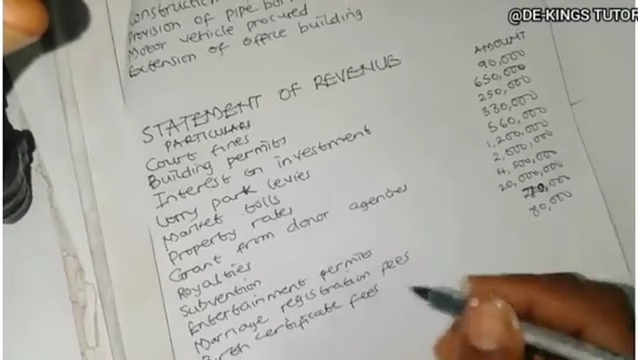 @DE-KINGS TUTOR
Provision of pipe
Motor vehicle procured
Extension of office building
STATEMENT OF REVENUE
PARTICULARS AMOUNT
Court fines 90,000
Building permits 650,000
Interest on investment 250,000
Lorry park levies 330,000
Market tolls 560,000
Property rates 1,200,000
Grant from donor agencies 2,000,000
Royalties 4,500,000
Subvention 20,000,000
Entertainment permits
Marriage registration fees 80,000
Birth certificate fees